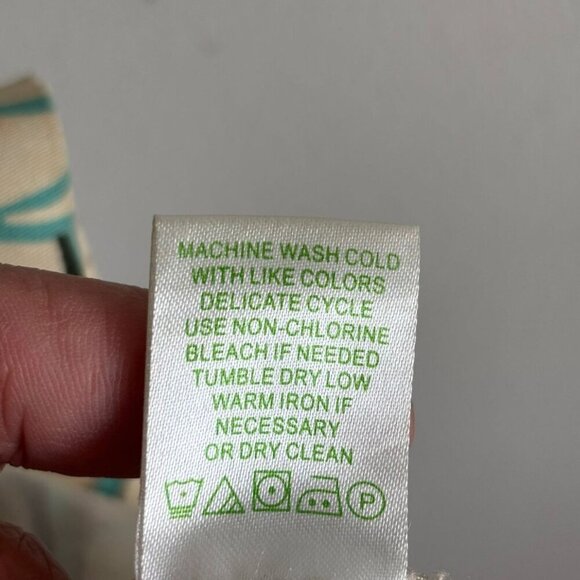 MACHINE WASH COLD
WITH LIKE COLORS
DELICATE CYCLE
USE NON-CHLORINE
BLEACH IF NEEDED
TUMBLE DRY LOW
WARM IRON IF
NECESSARY
OR DRY CLEAN
P